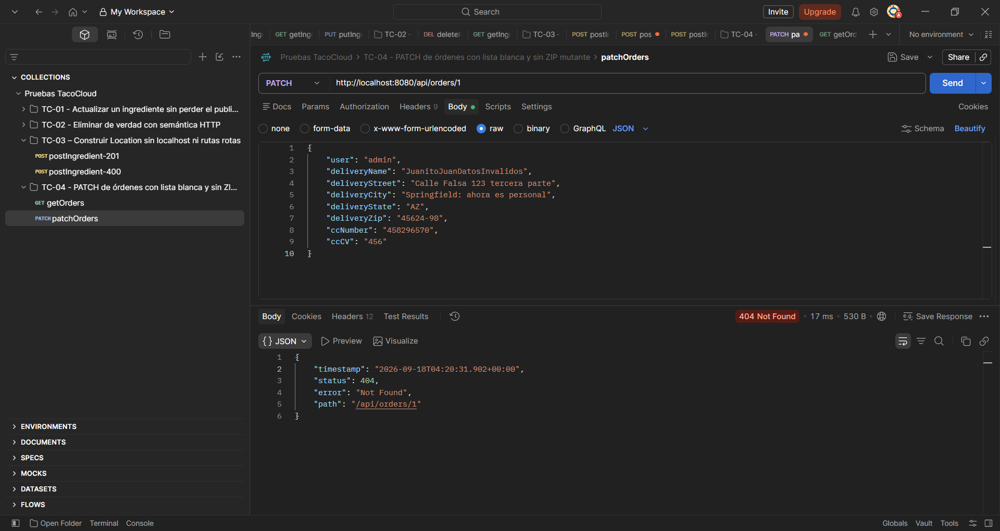 My Workspace
Search
Invite
Upgrade
Ing
GET getIng
PUT putIng
TC-02 -
DEL deletel
GET getIng
TC-03 -
POST postIr
POST pos
POST postIr
TC-04 -
PATCH pa
GET getOrd
No environment
Pruebas TacoCloud > TC-04 - PATCH de órdenes con lista blanca y sin ZIP mutante > patchOrders
Save
Share
COLLECTIONS
Pruebas TacoCloud
TC-01 - Actualizar un ingrediente sin perder el publi...
TC-02 - Eliminar de verdad con semántica HTTP
TC-03 – Construir Location sin localhost ni rutas rotas
POST postIngredient-201
POST postIngredient-400
TC-04 - PATCH de órdenes con lista blanca y sin ZI...
GET getOrders
PATCH patchOrders
ENVIRONMENTS
DOCUMENTS
SPECS
MOCKS
DATASETS
FLOWS
HTTP
PATCH
http://localhost:8080/api/orders/1
Send
Docs
Params
Authorization
Headers 9
Body
Scripts
Settings
Cookies
none
form-data
x-www-form-urlencoded
raw
binary
GraphQL
JSON
Schema
Beautify
1 {
2 "user": "admin",
3 "deliveryName": "JuanitoJuanDatosInvalidos",
4 "deliveryStreet": "Calle Falsa 123 tercera parte",
5 "deliveryCity": "Springfield: ahora es personal",
6 "deliveryState": "AZ",
7 "deliveryZip": "45624-98",
8 "ccNumber": "458296570",
9 "ccCV": "456"
10 }
Body
Cookies
Headers 12
Test Results
404 Not Found
17 ms
530 B
e.g. Save Response
{} JSON
Preview
Visualize
1 {
2 "timestamp": "2026-09-18T04:20:31.902+00:00",
3 "status": 404,
4 "error": "Not Found",
5 "path": "/api/orders/1"
6 }
Open Folder
Terminal
Console
Globals
Vault
Tools